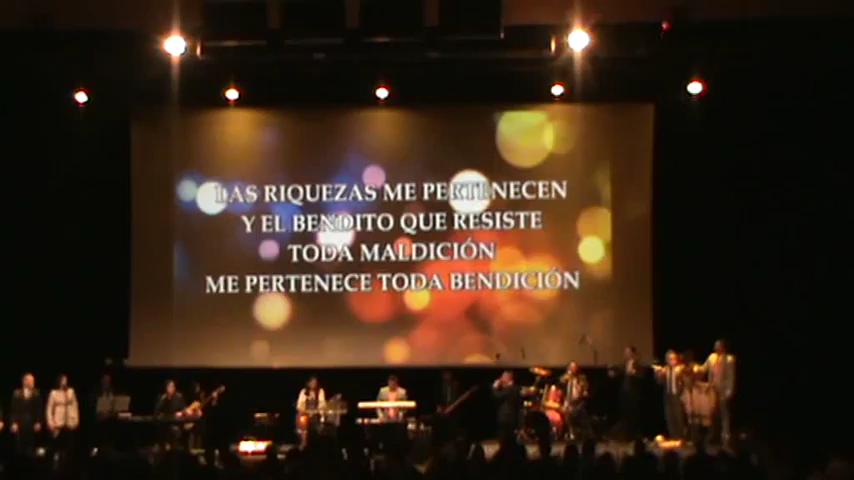 LAS RIQUEZAS ME PERTENECEN
Y EL BENDITO QUE RESISTE
TODA MALDICIÓN
ME PERTENECE TODA BENDICIÓN